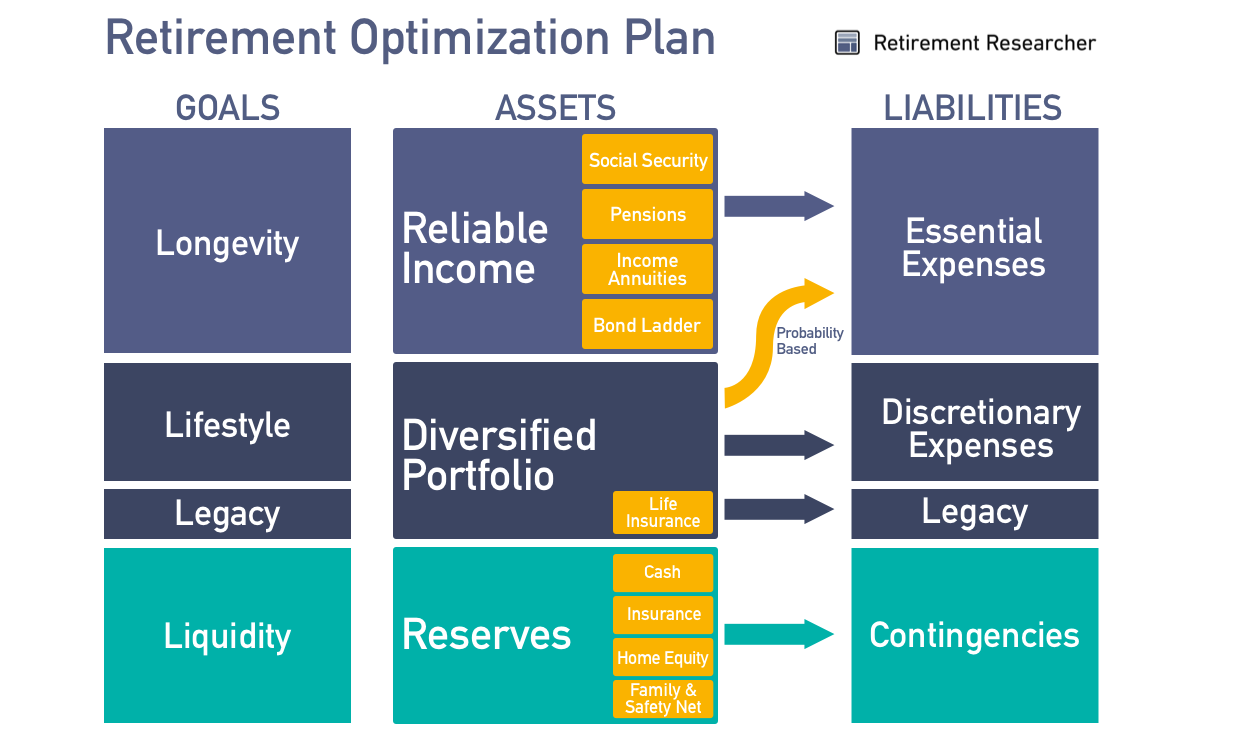 Retirement Optimization Plan
Retirement Researcher
GOALS
ASSETS
LIABILITIES
Longevity
Reliable
Income
Social Security
Pensions
Income
Annuities
Bond Ladder
Essential
Expenses
Probability
Based
Lifestyle
Diversified
Portfolio
Life
Insurance
Discretionary
Expenses
Legacy
Legacy
Liquidity
Reserves
Cash
Insurance
Home Equity
Family &
Safety Net
Contingencies